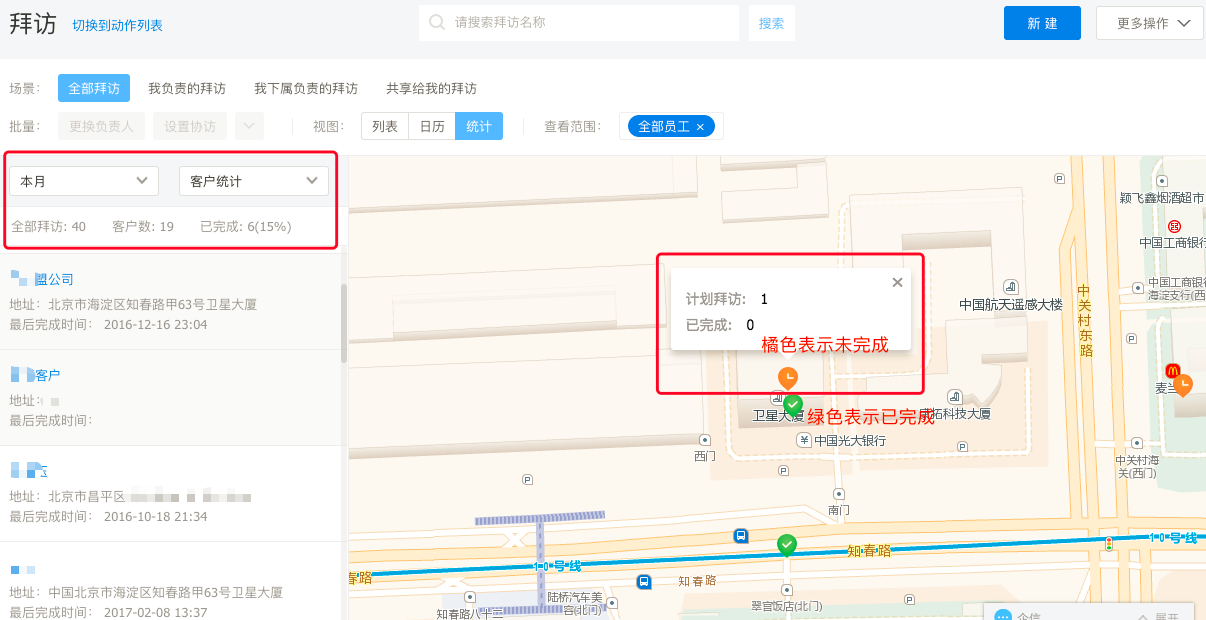 拜访 切换到动作列表
请搜索拜访名称
搜索
新 建
更多操作
场景: 全部拜访 我负责的拜访 我下属负责的拜访 共享给我的拜访
批量: 更换负责人 设置协访 视图: 列表 日历 统计 查看范围: 全部员工 ×
本月 客户统计
全部拜访: 40 客户数: 19 已完成: 6(15%)
盟公司
地址: 北京市海淀区知春路甲63号卫星大厦
最后完成时间: 2016-12-16 23:04
客户
地址:
最后完成时间:
地址: 北京市昌平区
最后完成时间: 2016-10-18 21:34
地址: 中国北京市海淀区知春路甲63号卫星大厦
最后完成时间: 2017-02-08 13:37
计划拜访: 1
已完成: 0
橘色表示未完成
绿色表示已完成
P
颖飞鑫烟酒超市
中国工商银行
中国工商银行
海淀支行(西
中国航天遥感大楼
中关村东路
P
麦当
卫星大厦
拓科技大厦
¥ 中国光大银行
P
西门
P
P
中关村海
关(西门)
南门
知春路
10号线
10号线
春路
知春路
陆桥汽车美
容(北门)
翠宫饭店(北门)
P
知春路八十三
企信
展开